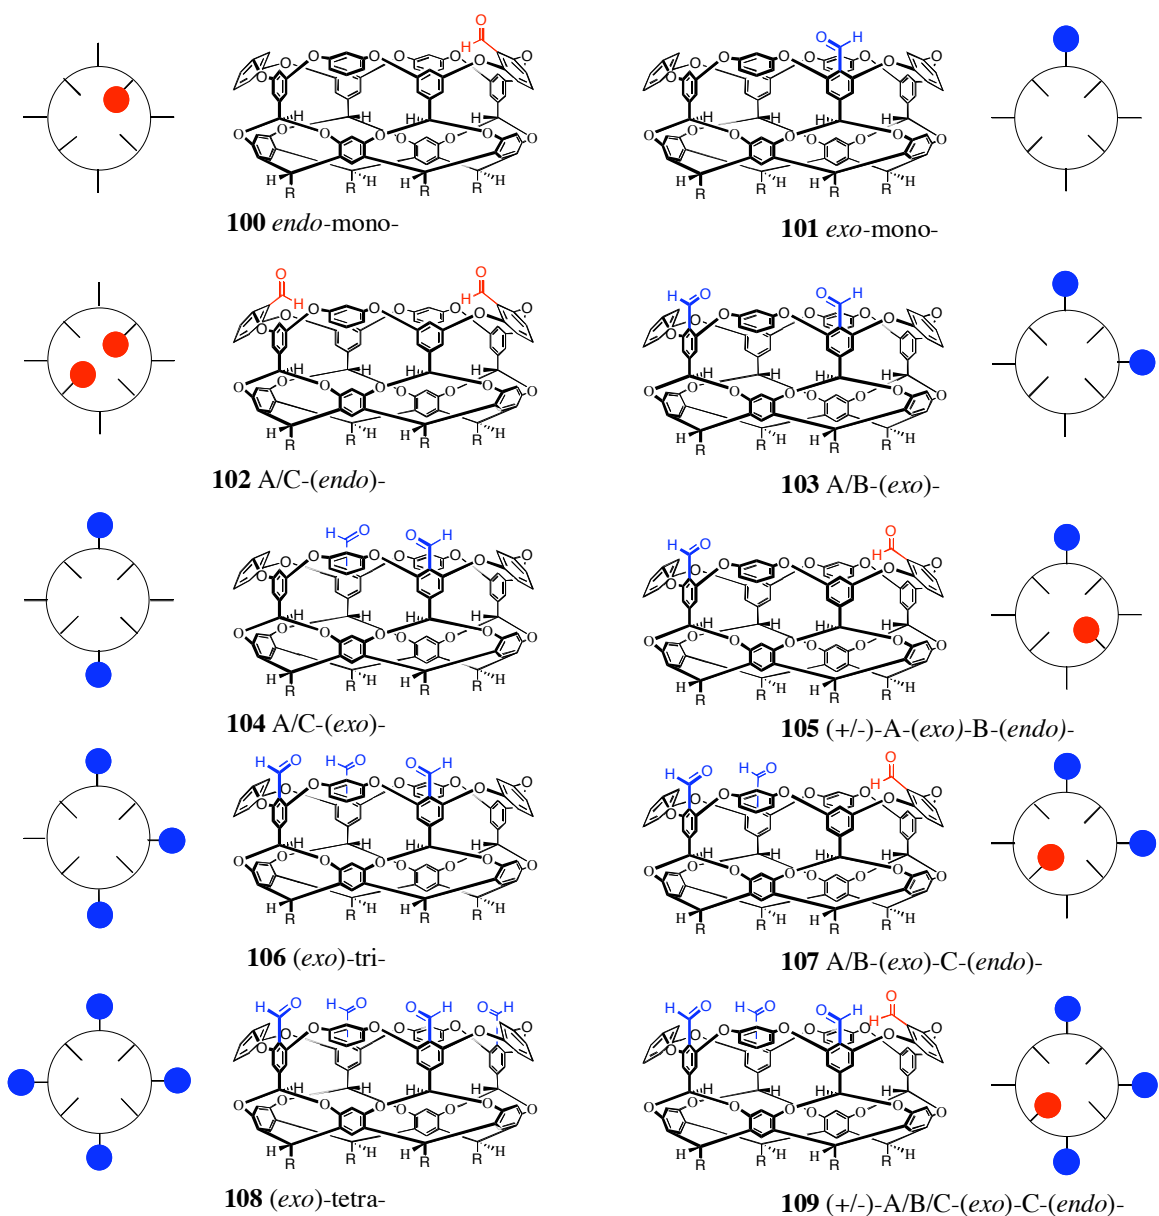 100 endo-mono-
101 exo-mono-
102 A/C-(endo)-
103 A/B-(exo)-
104 A/C-(exo)-
105 (+/-)-A-(exo)-B-(endo)-
106 (exo)-tri-
107 A/B-(exo)-C-(endo)-
108 (exo)-tetra-
109 (+/-)-A/B/C-(exo)-C-(endo)-